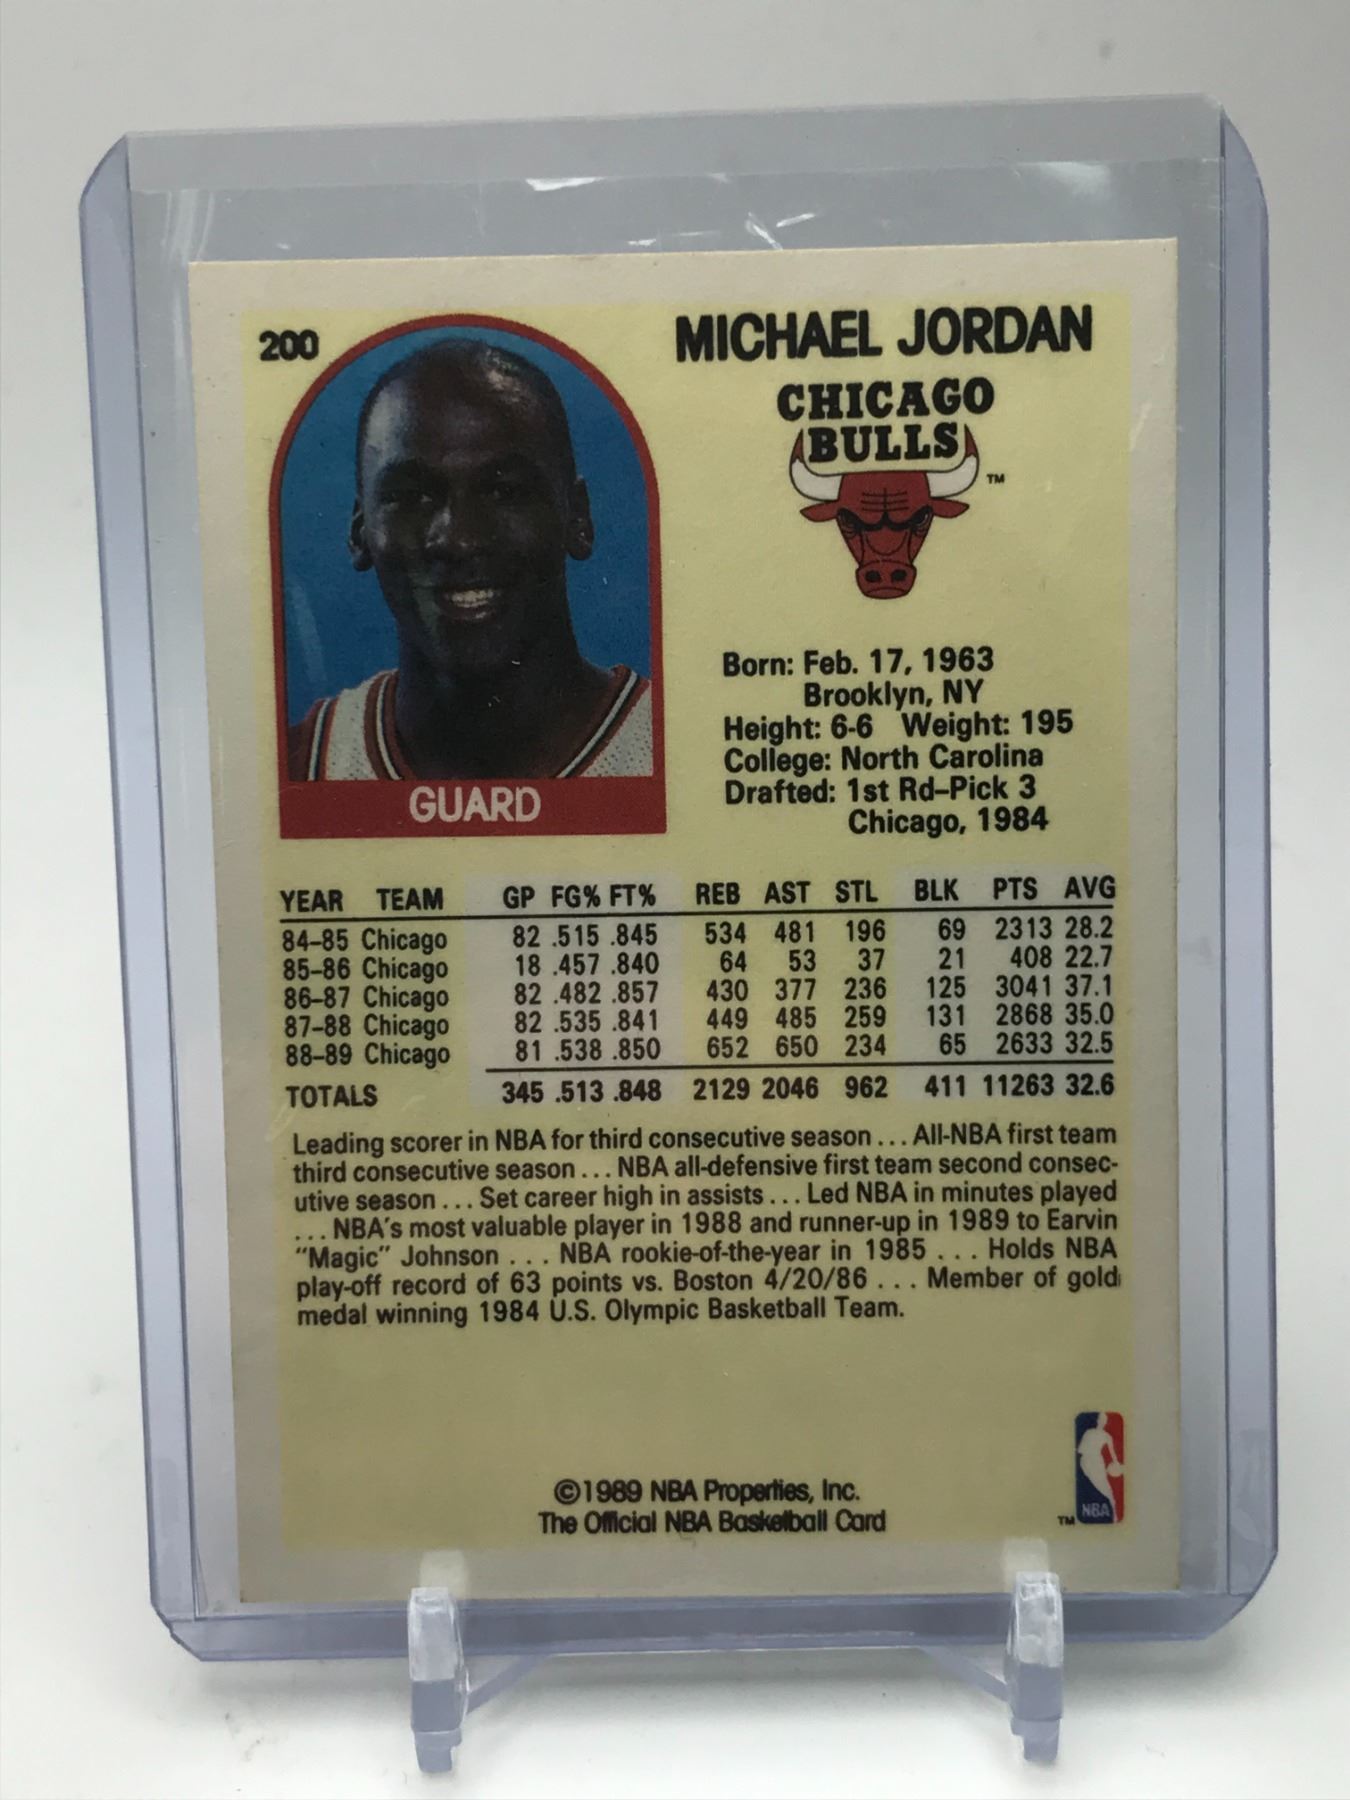 200
MICHAEL JORDAN
CHICAGO
BULLS
TM
GUARD
Born: Feb. 17, 1963
Brooklyn, NY
Height: 6-6 Weight: 195
College: North Carolina
Drafted: 1st Rd–Pick 3
Chicago, 1984
YEAR TEAM GP FG% FT% REB AST STL BLK PTS AVG
84–85 Chicago 82 .515 .845 534 481 196 69 2313 28.2
85–86 Chicago 18 .457 .840 64 53 37 21 408 22.7
86–87 Chicago 82 .482 .857 430 377 236 125 3041 37.1
87–88 Chicago 82 .535 .841 449 485 259 131 2868 35.0
88–89 Chicago 81 .538 .850 652 650 234 65 2633 32.5
TOTALS 345 .513 .848 2129 2046 962 411 11263 32.6
Leading scorer in NBA for third consecutive season . . . All-NBA first team
third consecutive season . . . NBA all-defensive first team second consec-
utive season . . . Set career high in assists . . . Led NBA in minutes played
. . . NBA's most valuable player in 1988 and runner-up in 1989 to Earvin
"Magic" Johnson . . . NBA rookie-of-the-year in 1985 . . . Holds NBA
play-off record of 63 points vs. Boston 4/20/86 . . . Member of gold
medal winning 1984 U.S. Olympic Basketball Team.
©1989 NBA Properties, Inc.
The Official NBA Basketball Card
TM NBA